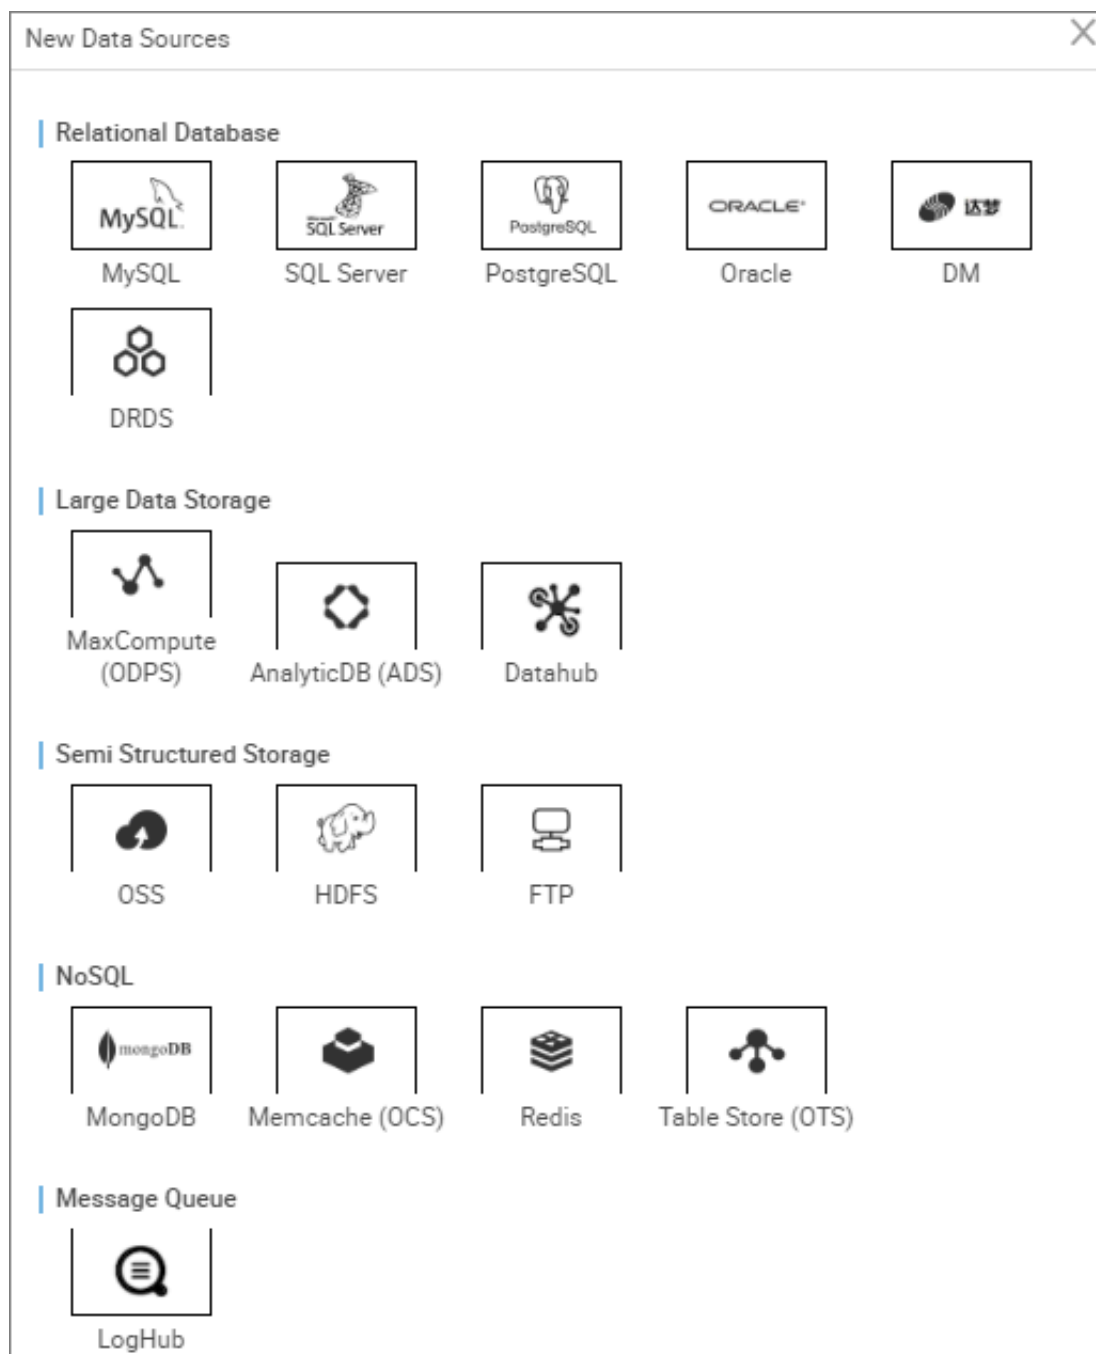 New Data Sources
Relational Database
MySQL
Microsoft
SQL Server
PostgreSQL
ORACLE
达梦
MySQL
SQL Server
PostgreSQL
Oracle
DM
DRDS
Large Data Storage
MaxCompute
(ODPS)
AnalyticDB (ADS)
Datahub
Semi Structured Storage
OSS
HDFS
FTP
NoSQL
mongoDB
MongoDB
Memcache (OCS)
Redis
Table Store (OTS)
Message Queue
LogHub